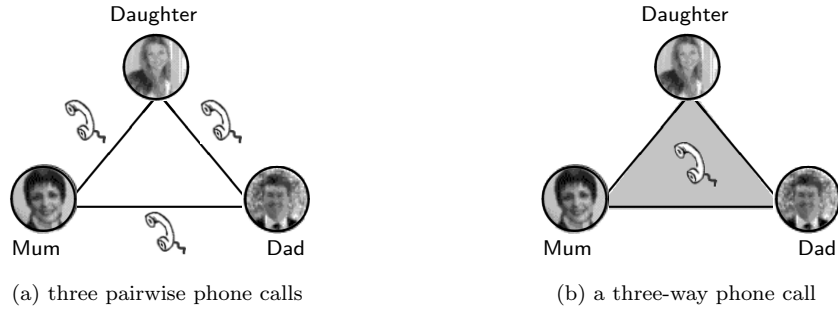 Daughter
Daughter
Mum
Dad
Mum
Dad
(a) three pairwise phone calls
(b) a three-way phone call